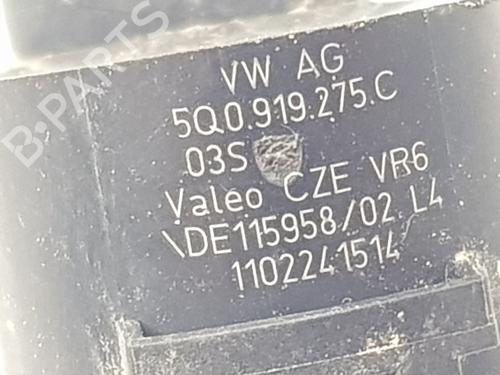 VW AG
5Q0.919.275.C
03S
Valeo CZE VR6
\DE115958/02 L4
1102241514
B-PARTS